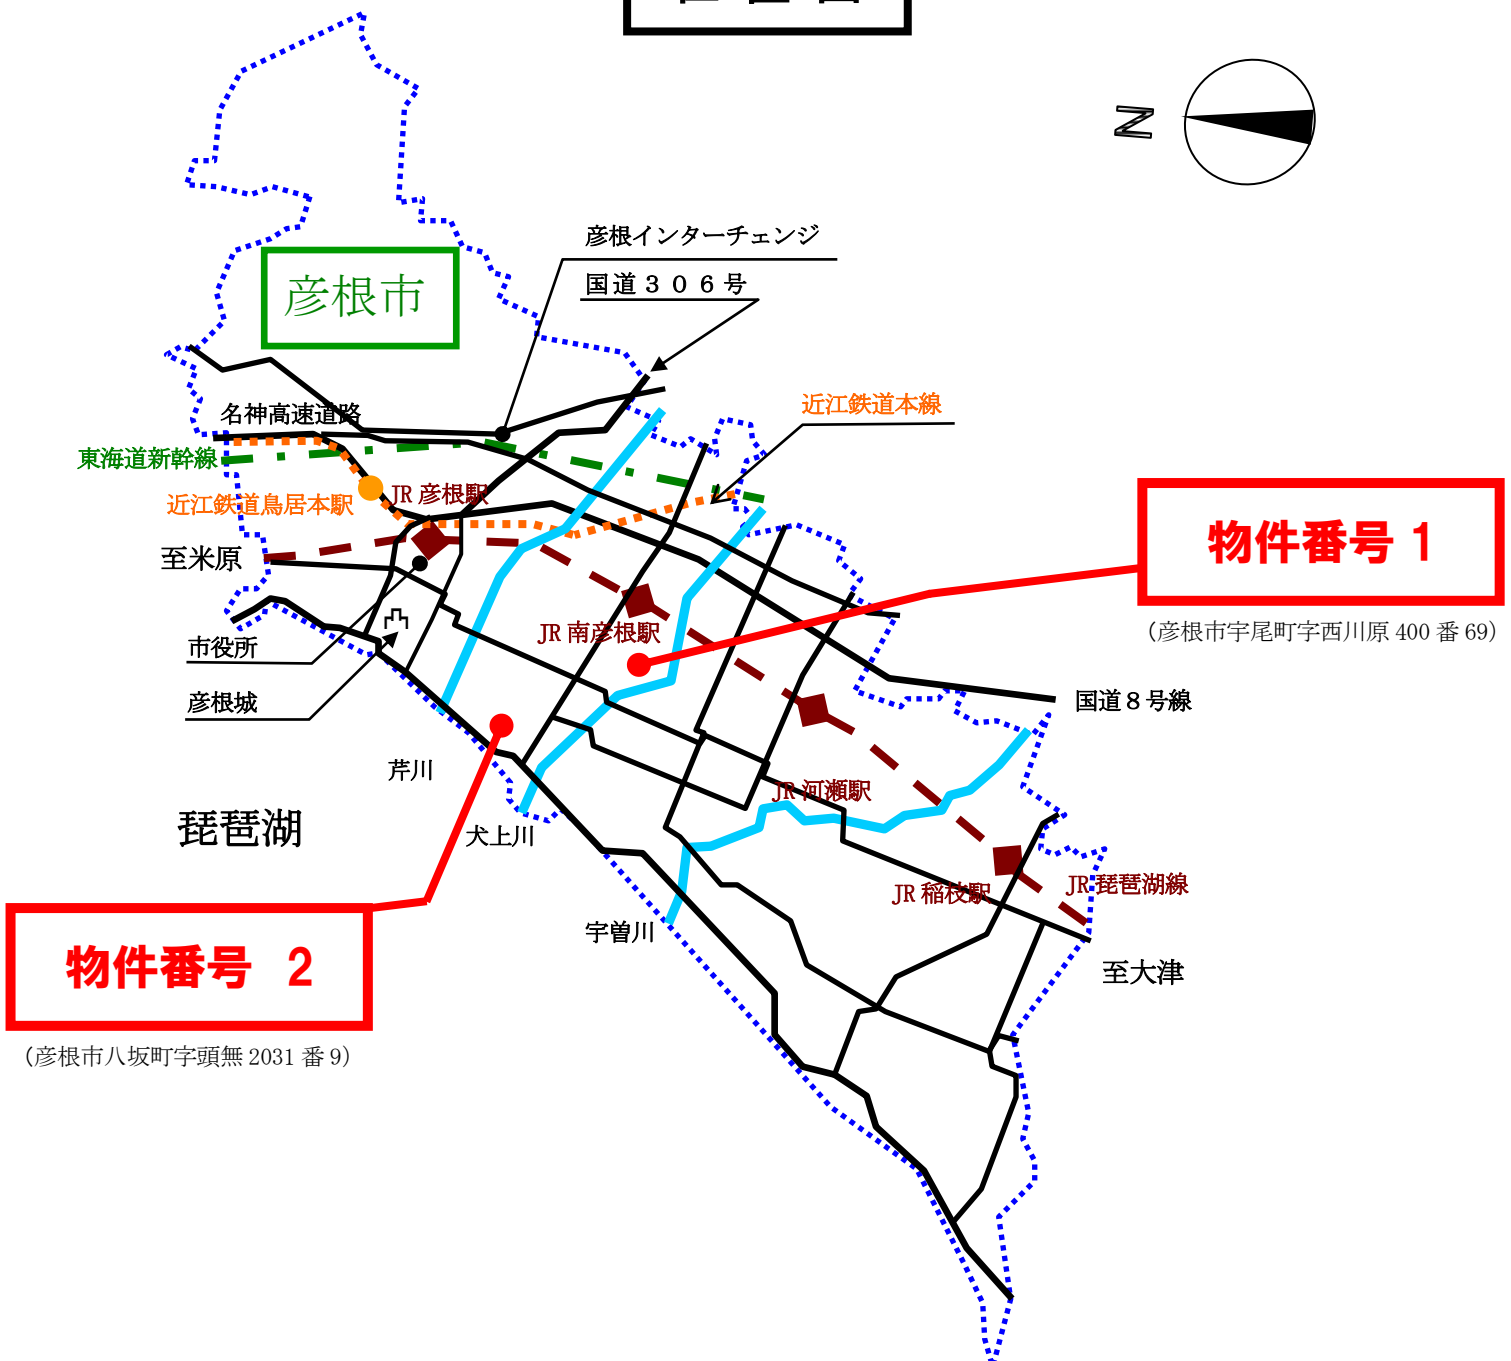 N
彦根インターチェンジ
国道３０６号
彦根市
名神高速道路
近江鉄道本線
東海道新幹線
近江鉄道鳥居本駅
JR 彦根駅
至米原
物件番号 1
(彦根市宇尾町字西川原 400 番 69)
JR 南彦根駅
市役所
彦根城
国道８号線
芹川
JR 河瀬駅
琵琶湖
犬上川
JR 稲枝駅
JR 琵琶湖線
宇曽川
物件番号 2
至大津
(彦根市八坂町字頭無 2031 番 9)